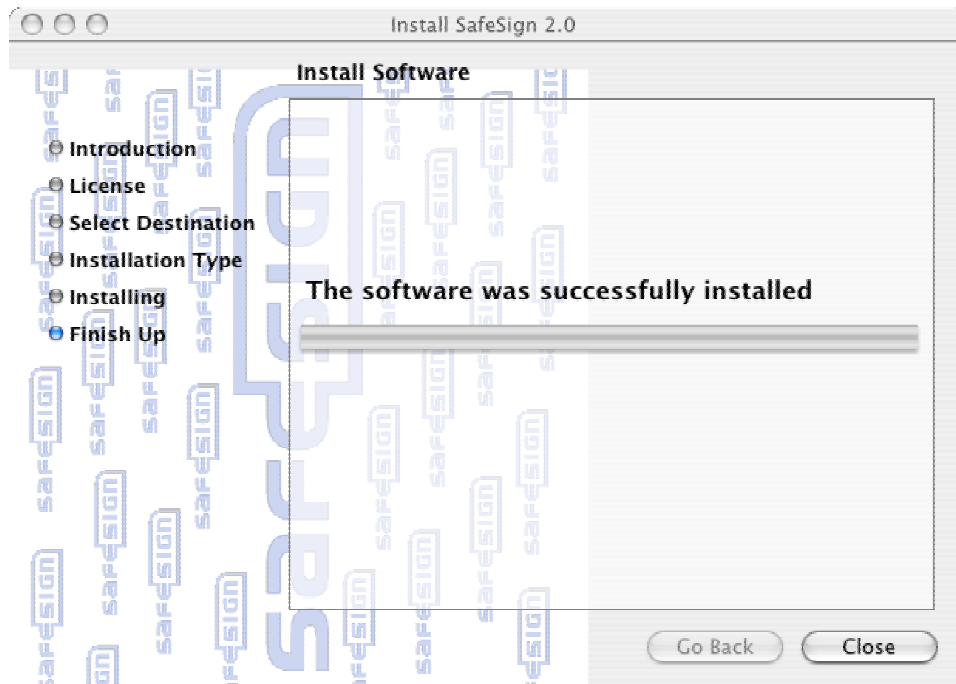 Install SafeSign 2.0
Install Software
Introduction
License
Select Destination
Installation Type
Installing
Finish Up
The software was successfully installed
Go Back
Close
safesign